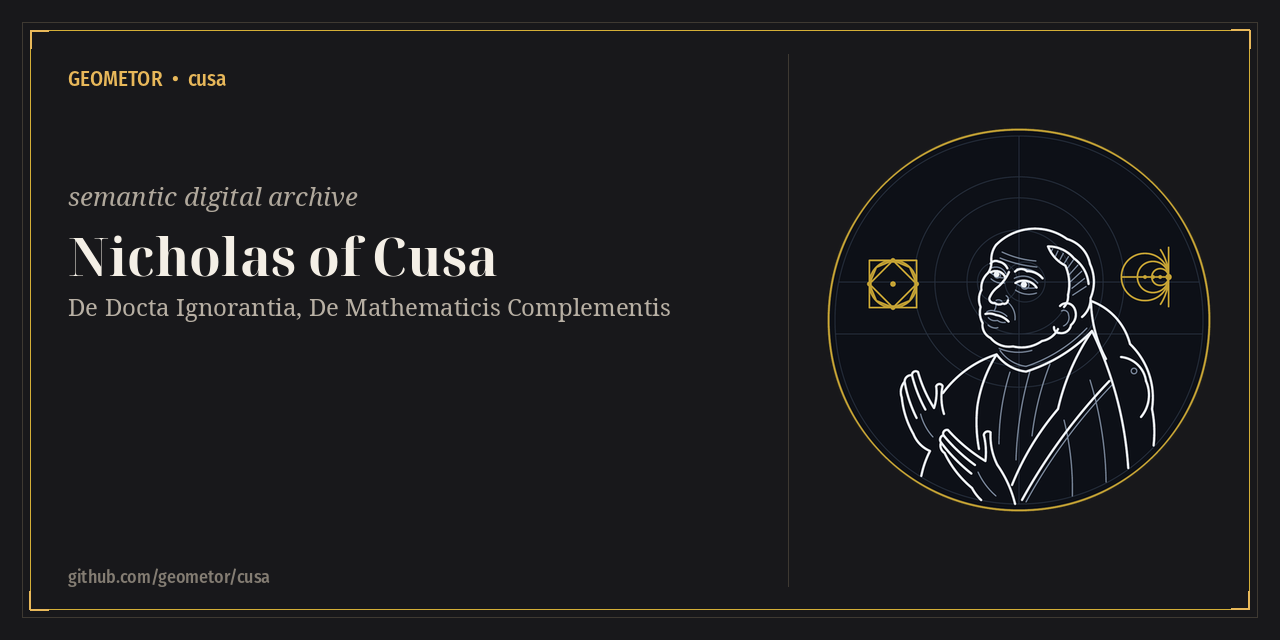 GEOMETOR • cusa
semantic digital archive
Nicholas of Cusa
De Docta Ignorantia, De Mathematicis Complementis
github.com/geometor/cusa